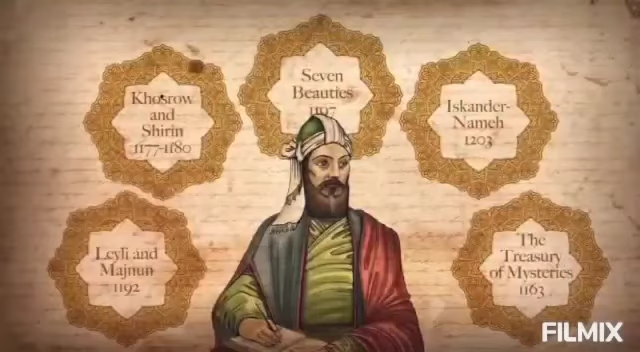 Khosrow
and
Shirin
1177-1180
Seven
Beauties
1197
Iskander-
Nameh
1203
Leyli and
Majnun
1192
The
Treasury
of Mysteries
1163
FILMIX